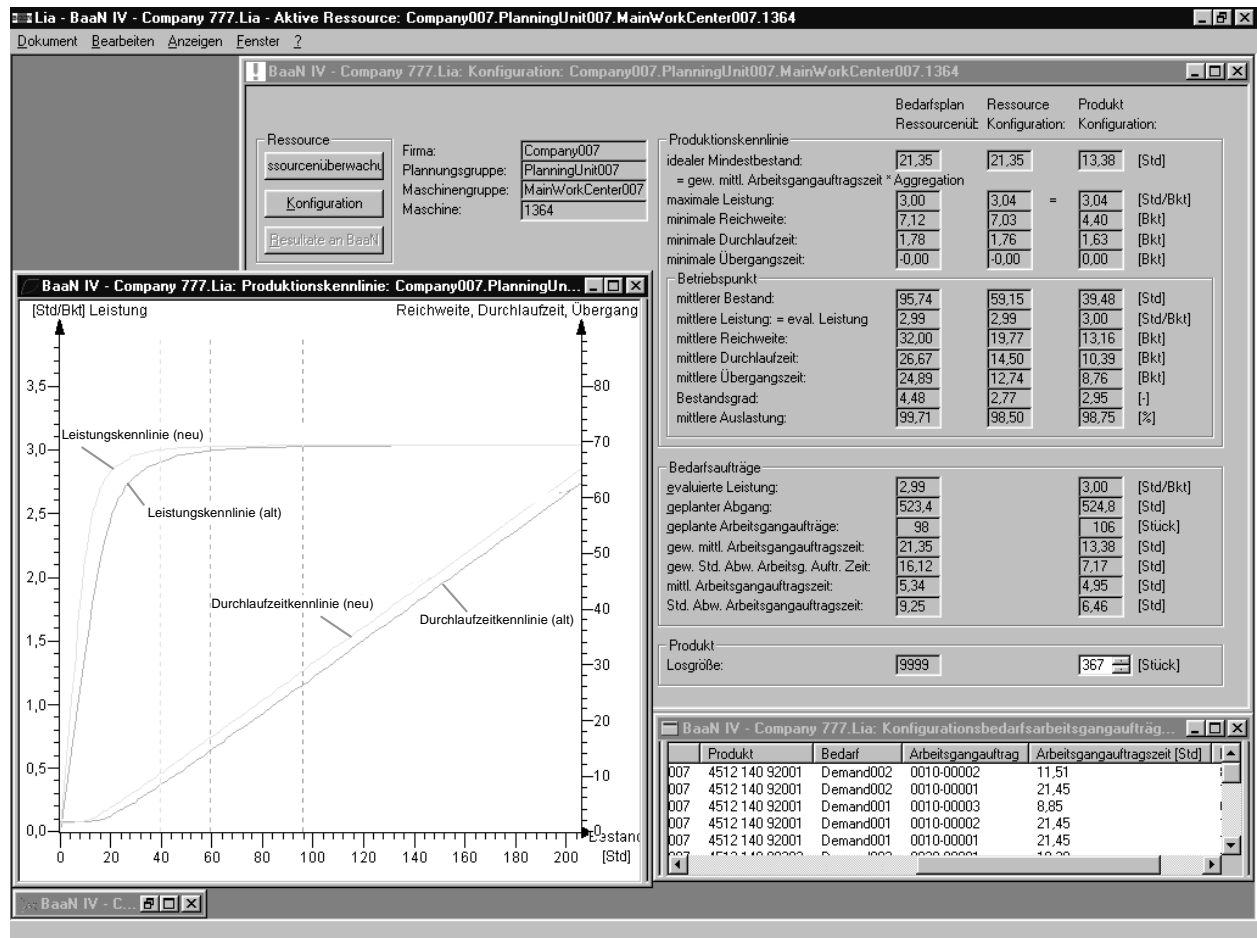 Lia - BaaN IV - Company 777.Lia - Aktive Ressource: Company007.PlanningUnit007.MainWorkCenter007.1364
Dokument Bearbeiten Anzeigen Fenster ?
BaaN IV - Company 777.Lia: Konfiguration: Company007.PlanningUnit007.MainWorkCenter007.1364
Bedarfsplan Ressource Produkt
Ressourcenüb Konfiguration: Konfiguration:
Ressource
ssourcenüberwachu
Konfiguration
Resultate an BaaN
Firma: Company007
Plannungsgruppe: PlanningUnit007
Maschinengruppe: MainWorkCenter007
Maschine: 1364
Produktionskennlinie
idealer Mindestbestand: 21,35 21,35 13,38 [Std]
= gew. mittl. Arbeitsgangauftragszeit * Aggregation
maximale Leistung: 3,00 3,04 = 3,04 [Std/Bkt]
minimale Reichweite: 7,12 7,03 4,40 [Bkt]
minimale Durchlaufzeit: 1,78 1,76 1,63 [Bkt]
minimale Übergangszeit: -0,00 -0,00 0,00 [Bkt]
Betriebspunkt
mittlerer Bestand: 95,74 59,15 39,48 [Std]
mittlere Leistung: = eval. Leistung 2,99 2,99 3,00 [Std/Bkt]
mittlere Reichweite: 32,00 19,77 13,16 [Bkt]
mittlere Durchlaufzeit: 26,67 14,50 10,39 [Bkt]
mittlere Übergangszeit: 24,89 12,74 8,76 [Bkt]
Bestandsgrad: 4,48 2,77 2,95 [-]
mittlere Auslastung: 99,71 98,50 98,75 [%]
Bedarfsaufträge
evaluierte Leistung: 2,99 3,00 [Std/Bkt]
geplanter Abgang: 523,4 524,8 [Std]
geplante Arbeitsgangaufträge: 98 106 [Stück]
gew. mittl. Arbeitsgangauftragszeit: 21,35 13,38 [Std]
gew. Std. Abw. Arbeitsg. Auftr. Zeit: 16,12 7,17 [Std]
mittl. Arbeitsgangauftragszeit: 5,34 4,95 [Std]
Std. Abw. Arbeitsgangauftragszeit: 9,25 6,46 [Std]
Produkt
Losgröße: 9999 367 [Stück]
BaaN IV - Company 777.Lia: Produktionskennlinie: Company007.PlanningUn...
[Std/Bkt] Leistung Reichweite, Durchlaufzeit, Übergang
3,5 80
Leistungskennlinie (neu)
3,0 70
Leistungskennlinie (alt)
60
2,5
50
2,0
Durchlaufzeitkennlinie (neu)
40
Durchlaufzeitkennlinie (alt)
1,5
30
1,0
20
0,5
10
0,0 0 Bestand
0 20 40 60 80 100 120 140 160 180 200 [Std]
BaaN IV - Company 777.Lia: Konfigurationsbedarfsarbeitsgangaufträg...
Produkt Bedarf Arbeitsgangauftrag Arbeitsgangauftragszeit [Std]
007 4512 140 92001 Demand002 0010-00002 11,51
007 4512 140 92001 Demand002 0010-00001 21,45
007 4512 140 92001 Demand001 0010-00003 8,85
007 4512 140 92001 Demand001 0010-00002 21,45
007 4512 140 92001 Demand001 0010-00001 21,45
BaaN IV - C...